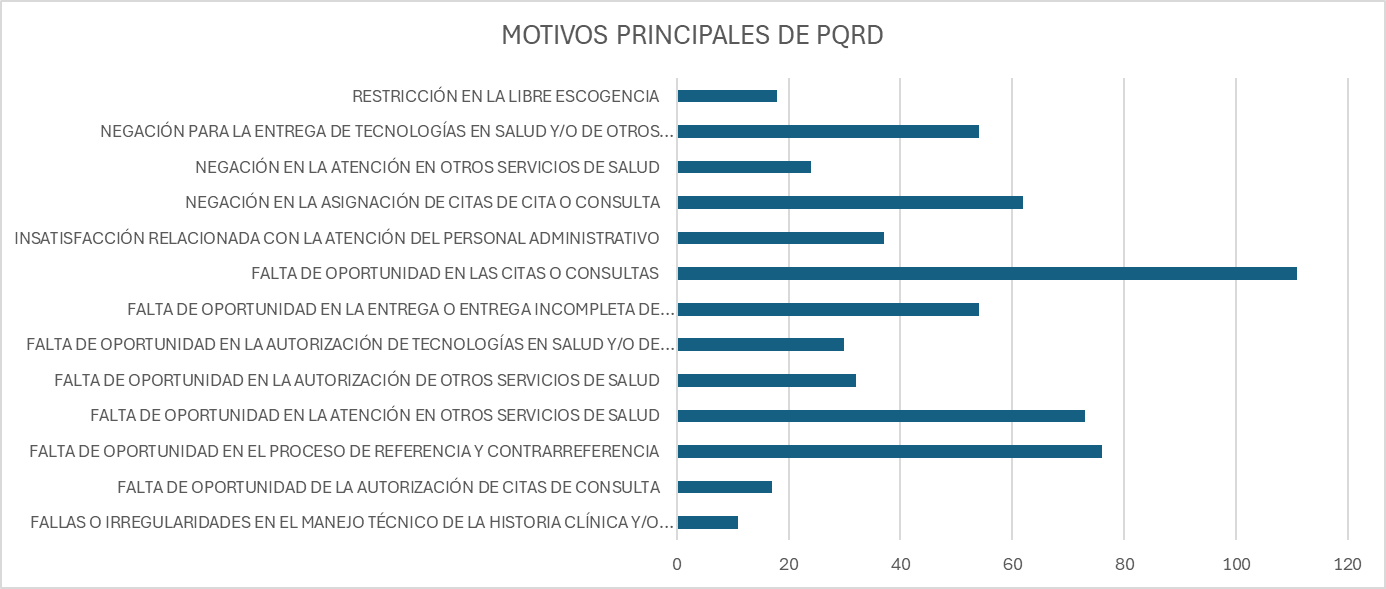 MOTIVOS PRINCIPALES DE PQRD
RESTRICCIÓN EN LA LIBRE ESCOGENCIA
NEGACIÓN PARA LA ENTREGA DE TECNOLOGÍAS EN SALUD Y/O DE OTROS...
NEGACIÓN EN LA ATENCIÓN EN OTROS SERVICIOS DE SALUD
NEGACIÓN EN LA ASIGNACIÓN DE CITAS DE CITA O CONSULTA
INSATISFACCIÓN RELACIONADA CON LA ATENCIÓN DEL PERSONAL ADMINISTRATIVO
FALTA DE OPORTUNIDAD EN LAS CITAS O CONSULTAS
FALTA DE OPORTUNIDAD EN LA ENTREGA O ENTREGA INCOMPLETA DE...
FALTA DE OPORTUNIDAD EN LA AUTORIZACIÓN DE TECNOLOGÍAS EN SALUD Y/O DE...
FALTA DE OPORTUNIDAD EN LA AUTORIZACIÓN DE OTROS SERVICIOS DE SALUD
FALTA DE OPORTUNIDAD EN LA ATENCIÓN EN OTROS SERVICIOS DE SALUD
FALTA DE OPORTUNIDAD EN EL PROCESO DE REFERENCIA Y CONTRARREFERENCIA
FALTA DE OPORTUNIDAD DE LA AUTORIZACIÓN DE CITAS DE CONSULTA
FALLAS O IRREGULARIDADES EN EL MANEJO TÉCNICO DE LA HISTORIA CLÍNICA Y/O...
0 20 40 60 80 100 120